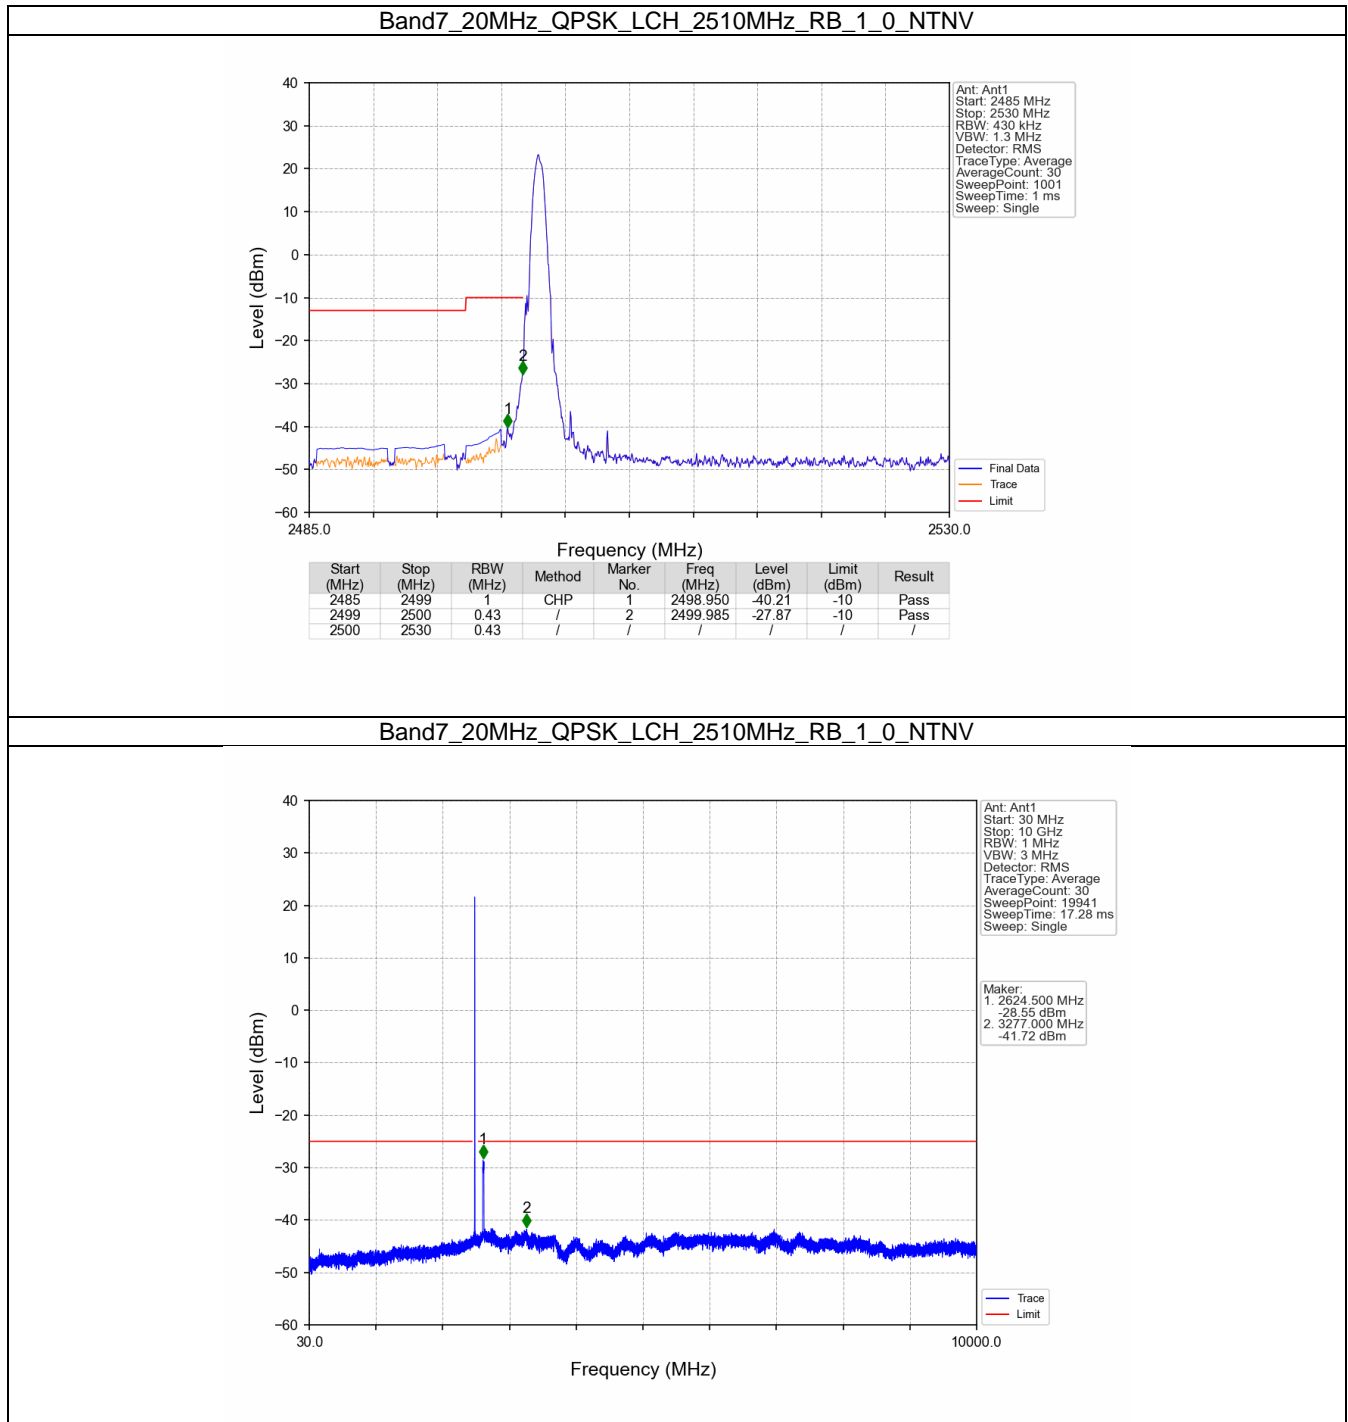 Band7_20MHz_QPSK_LCH_2510MHz_RB_1_0_NTNV
40
30
20
10
0
−10
−20
−30
−40
−50
−60
Level (dBm)
1
2
2485.0
2530.0
Frequency (MHz)
Ant: Ant1
Start: 2485 MHz
Stop: 2530 MHz
RBW: 430 kHz
VBW: 1.3 MHz
Detector: RMS
TraceType: Average
AverageCount: 30
SweepPoint: 1001
SweepTime: 1 ms
Sweep: Single
Final Data
Trace
Limit
Start (MHz) Stop (MHz) RBW (MHz) Method Marker No. Freq (MHz) Level (dBm) Limit (dBm) Result
2485 2499 1 CHP 1 2498.950 -40.21 -10 Pass
2499 2500 0.43 / 2 2499.985 -27.87 -10 Pass
2500 2530 0.43 / / / / / /
Band7_20MHz_QPSK_LCH_2510MHz_RB_1_0_NTNV
40
30
20
10
0
−10
−20
−30
−40
−50
−60
Level (dBm)
1
2
30.0
10000.0
Frequency (MHz)
Ant: Ant1
Start: 30 MHz
Stop: 10 GHz
RBW: 1 MHz
VBW: 3 MHz
Detector: RMS
TraceType: Average
AverageCount: 30
SweepPoint: 19941
SweepTime: 17.28 ms
Sweep: Single
Maker:
1. 2624.500 MHz
-28.55 dBm
2. 3277.000 MHz
-41.72 dBm
Trace
Limit